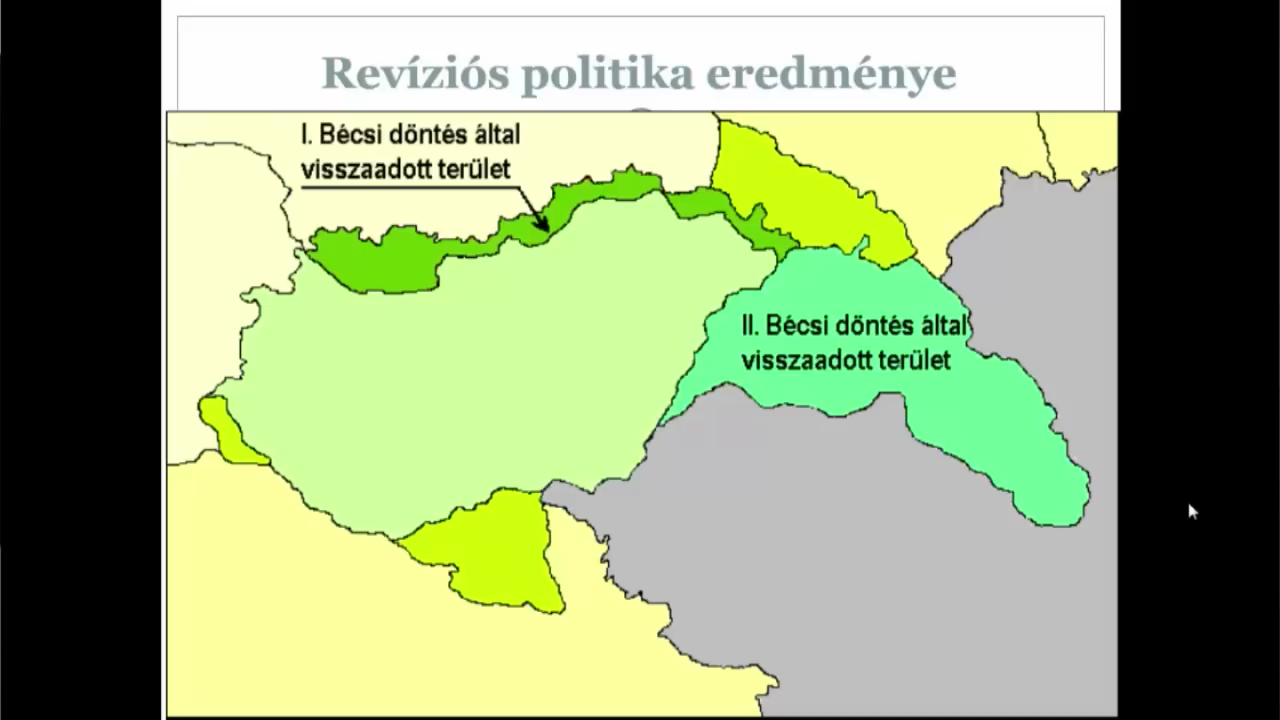 Revíziós politika eredménye
I. Bécsi döntés által
visszaadott terület
II. Bécsi döntés által
visszaadott terület